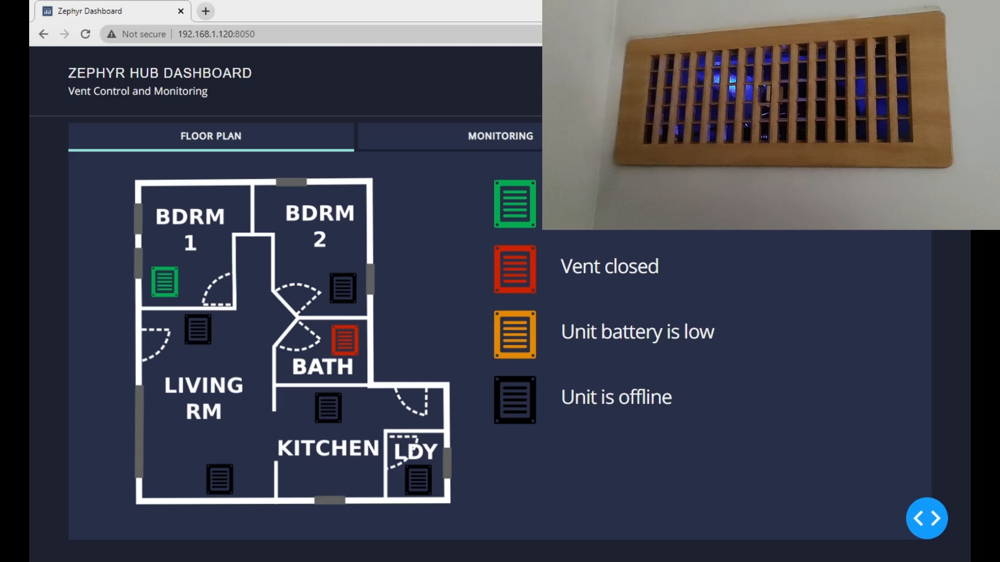 Zephyr Dashboard
Not secure
192.168.1.120:8050
ZEPHYR HUB DASHBOARD
Vent Control and Monitoring
FLOOR PLAN
MONITORING
BDRM
1
BDRM
2
Vent closed
Unit battery is low
BATH
LIVING
RM
Unit is offline
KITCHEN
LDY